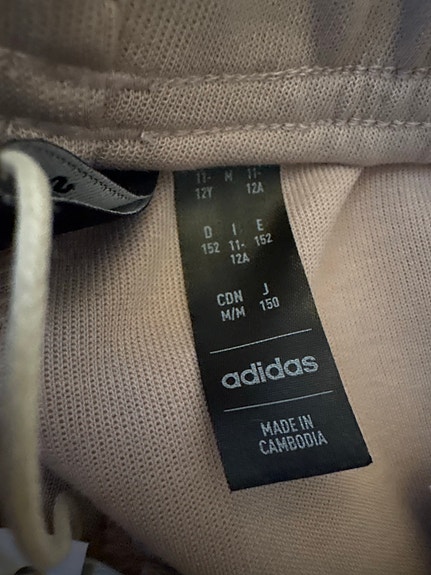 11- M 11-
12Y 12A
D I E
152 11- 152
12A
CDN J
M/M 150
adidas
MADE IN
CAMBODIA